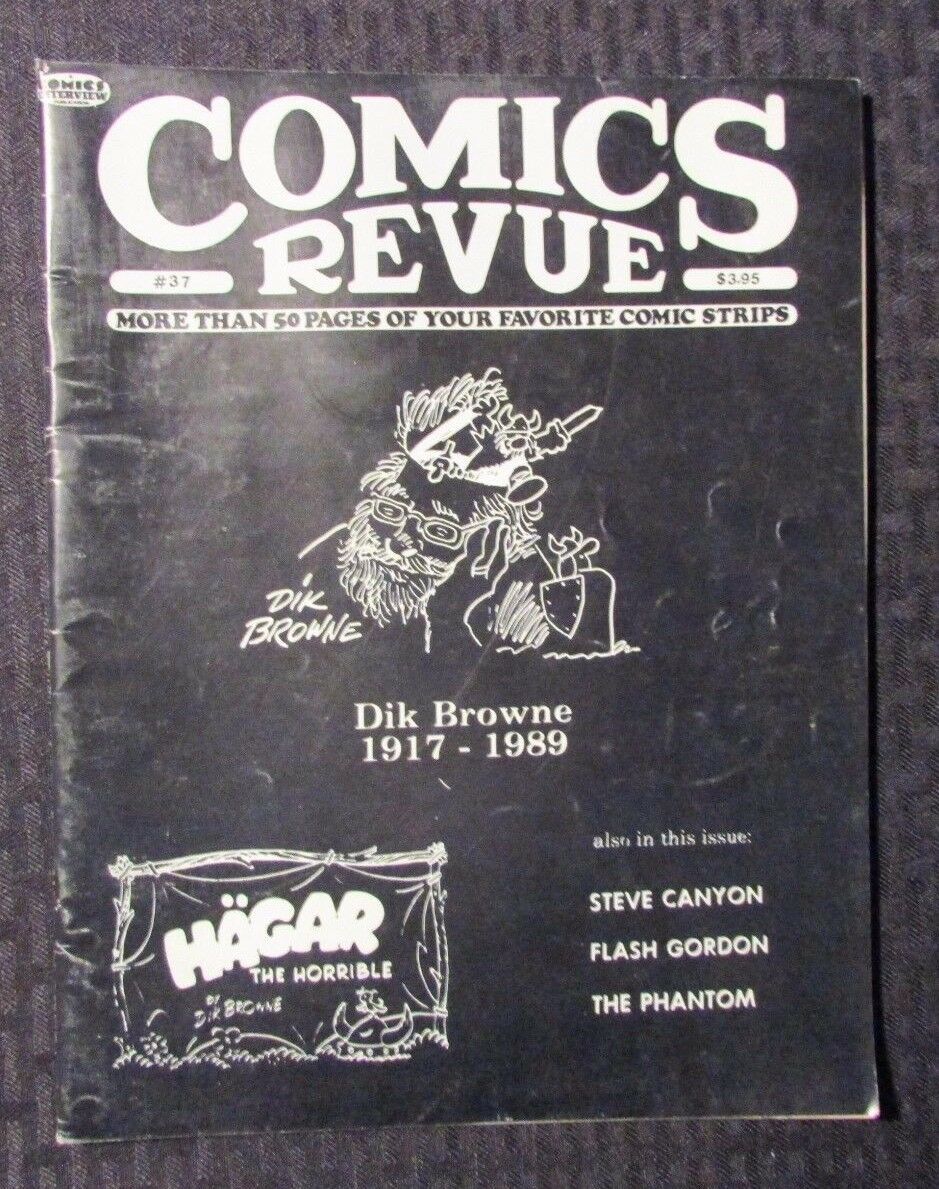 COMICS
COMICS
REVUE
#37
$3.95
MORE THAN 50 PAGES OF YOUR FAVORITE COMIC STRIPS
DIK
BROWNE
Dik Browne
1917 - 1989
also in this issue:
STEVE CANYON
FLASH GORDON
THE PHANTOM
HÄGAR
THE HORRIBLE
BY
DIK BROWNE